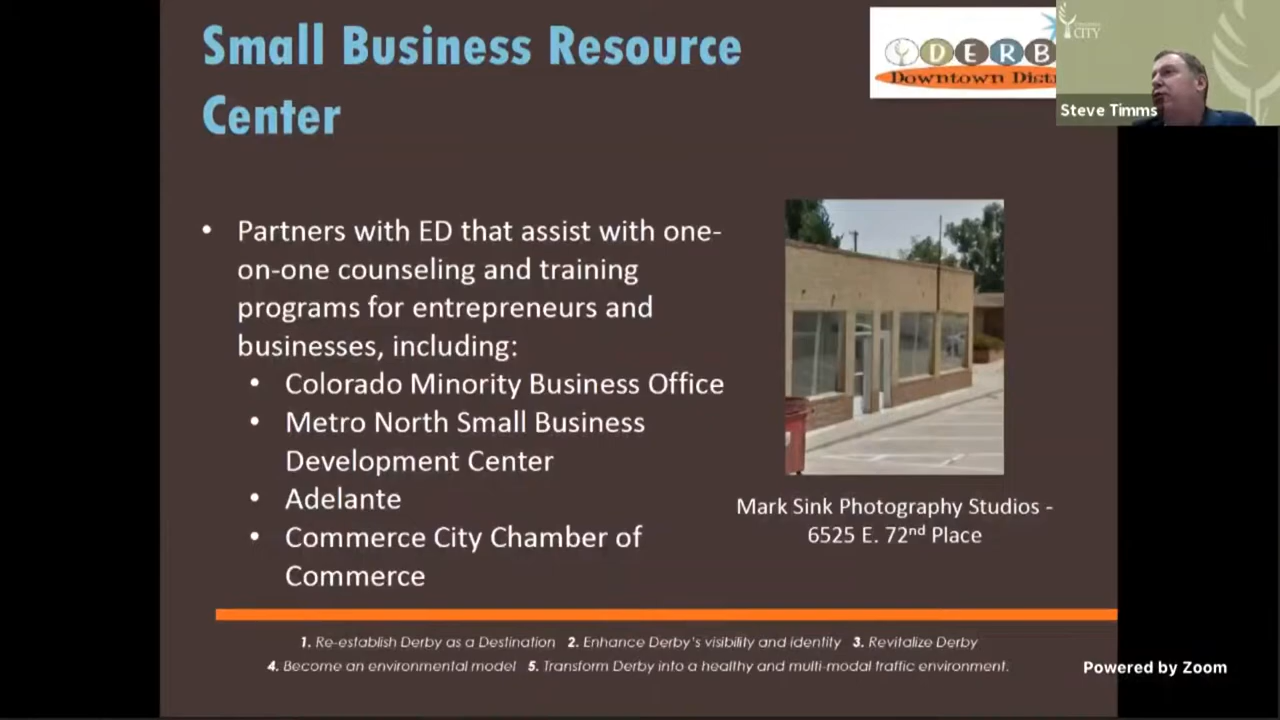 Small Business Resource
Center
DERB
Downtown Distr
CITY
Steve Timms
• Partners with ED that assist with one-
on-one counseling and training
programs for entrepreneurs and
businesses, including:
• Colorado Minority Business Office
• Metro North Small Business
Development Center
• Adelante
• Commerce City Chamber of
Commerce
Mark Sink Photography Studios -
6525 E. 72nd Place
1. Re-establish Derby as a Destination 2. Enhance Derby's visibility and identity 3. Revitalize Derby
4. Become an environmental model 5. Transform Derby into a healthy and multi-modal traffic environment.
Powered by Zoom